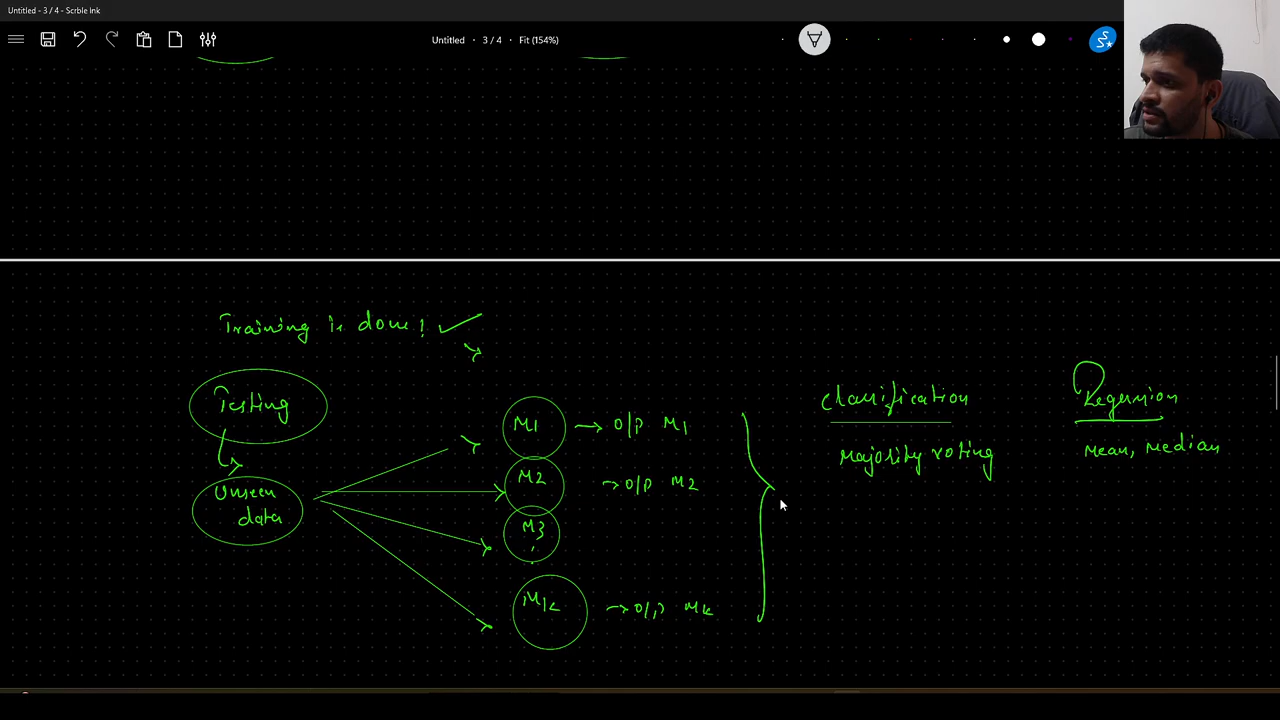 Untitled - 3 / 4 - Scrble Ink
Untitled • 3 / 4 • Fit (154%)
Training is done!
Testing
Unseen
data
M1 → O/P M1
M2 → O/P M2
M3
MK → O/P MK
Classification
Majority voting
Regression
Mean, Median